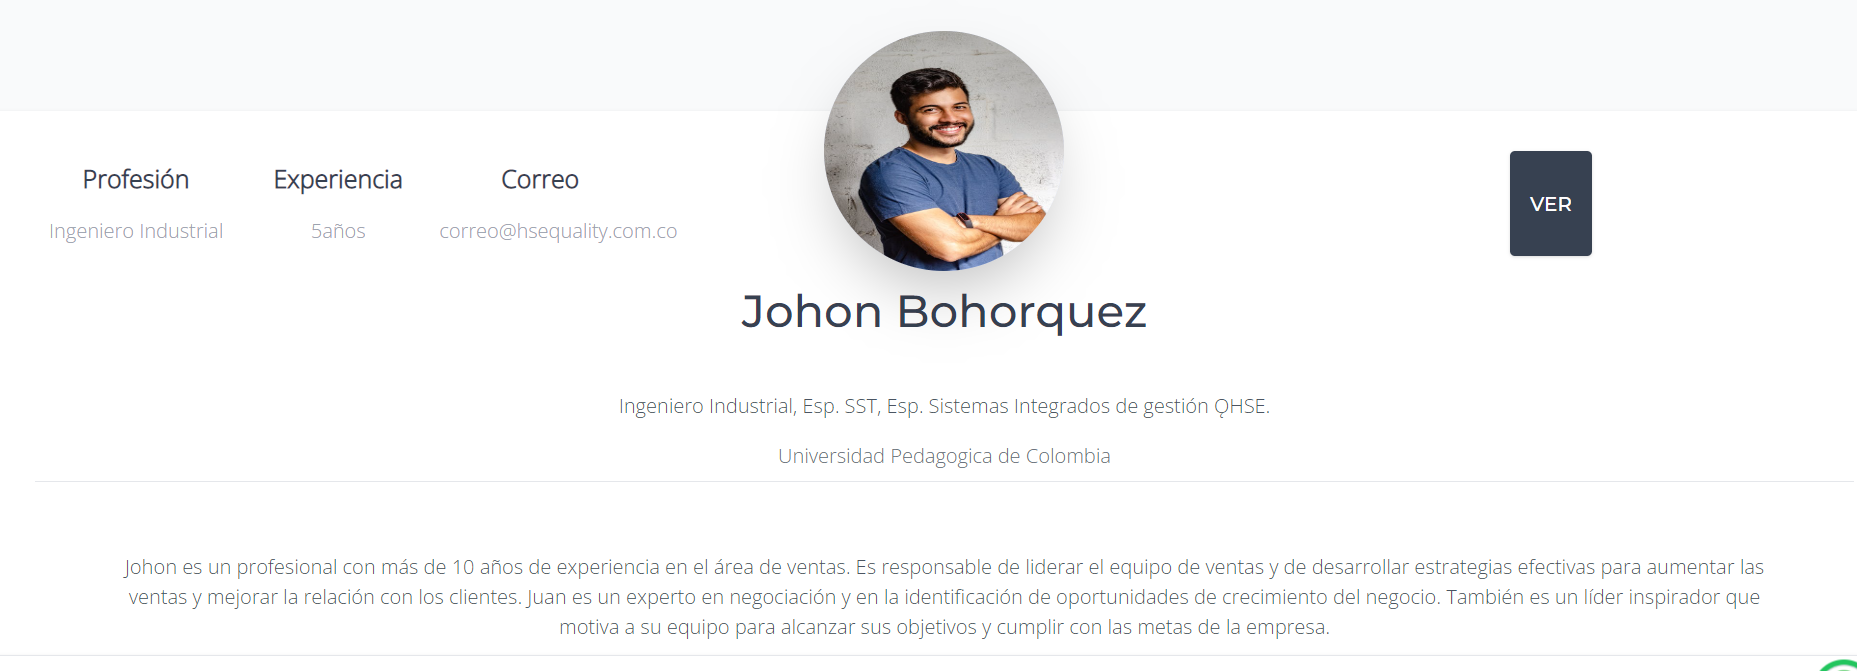 Profesión Experiencia Correo
Ingeniero Industrial 5años correo@hsequality.com.co
VER
Johon Bohorquez
Ingeniero Industrial, Esp. SST, Esp. Sistemas Integrados de gestión QHSE.
Universidad Pedagogica de Colombia
Johon es un profesional con más de 10 años de experiencia en el área de ventas. Es responsable de liderar el equipo de ventas y de desarrollar estrategias efectivas para aumentar las
ventas y mejorar la relación con los clientes. Juan es un experto en negociación y en la identificación de oportunidades de crecimiento del negocio. También es un líder inspirador que
motiva a su equipo para alcanzar sus objetivos y cumplir con las metas de la empresa.